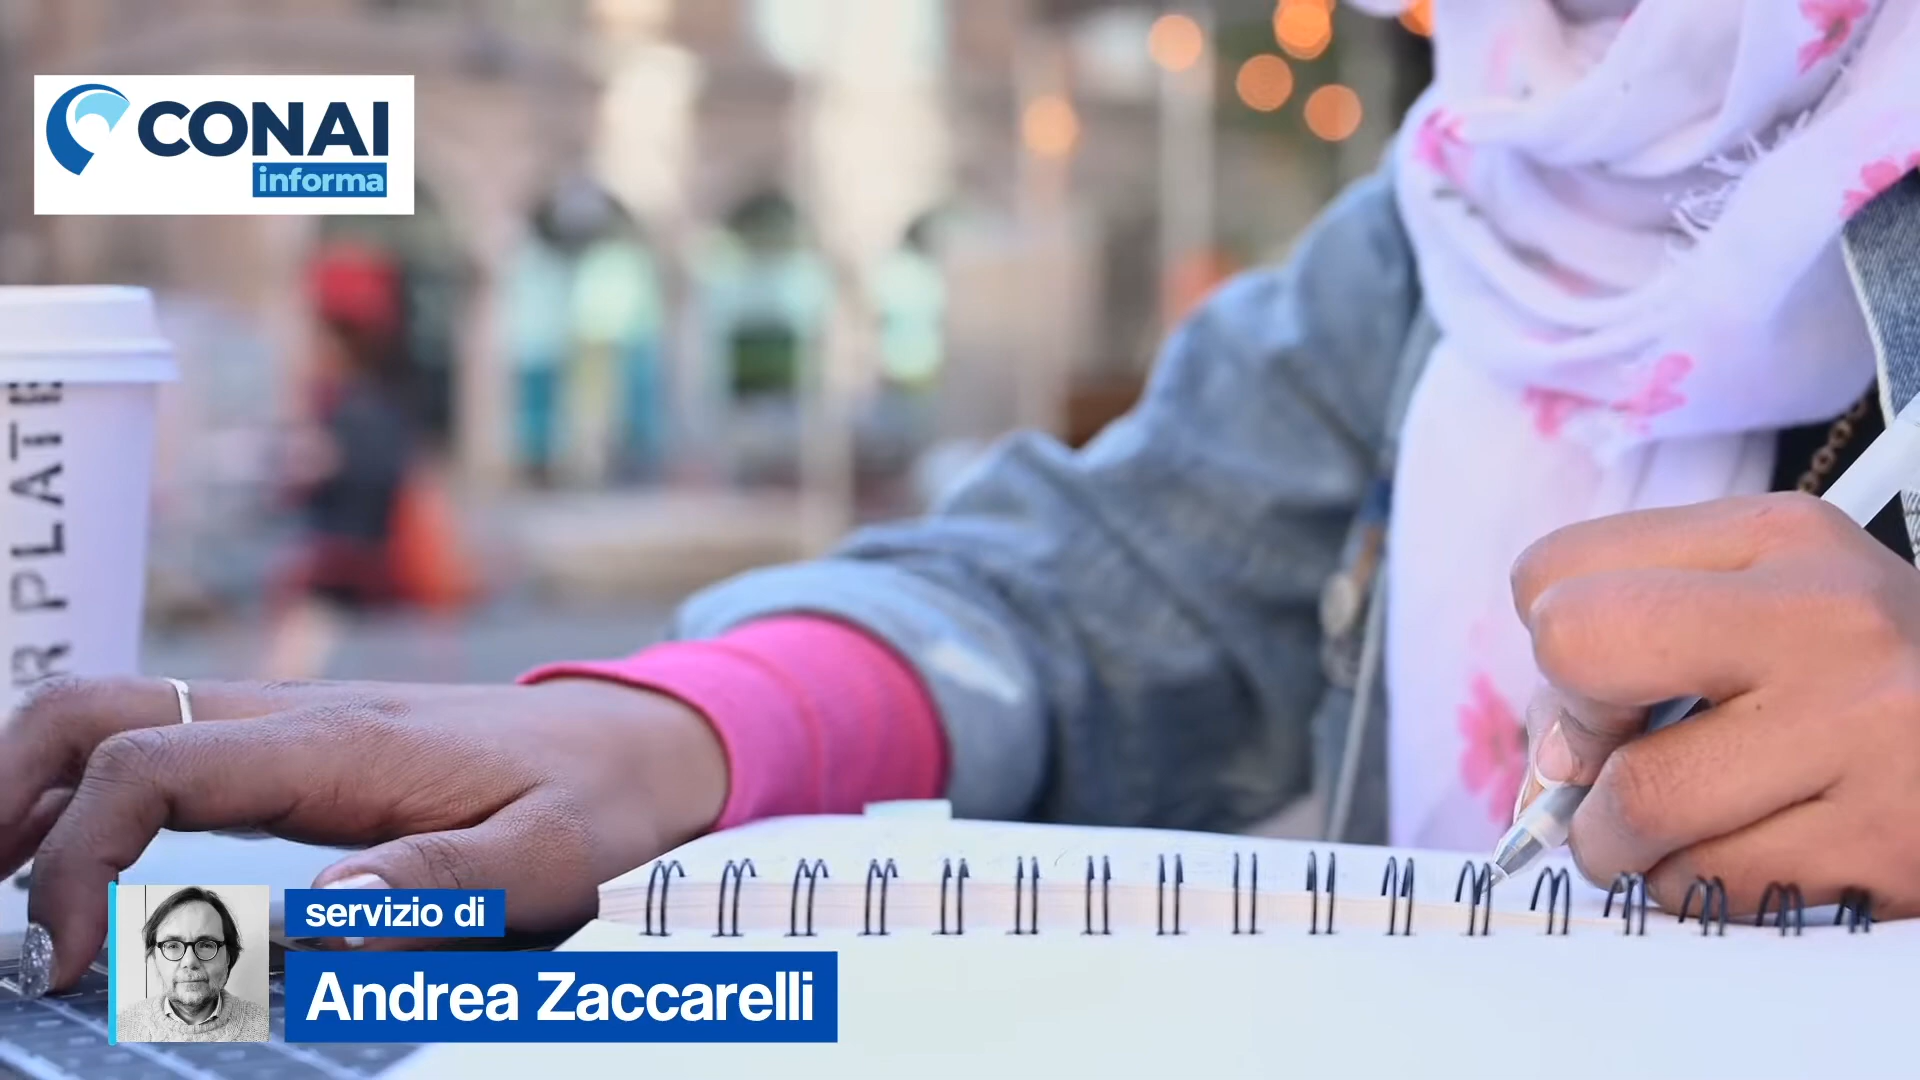 CONAI
informa
R PLATE
servizio di
Andrea Zaccarelli